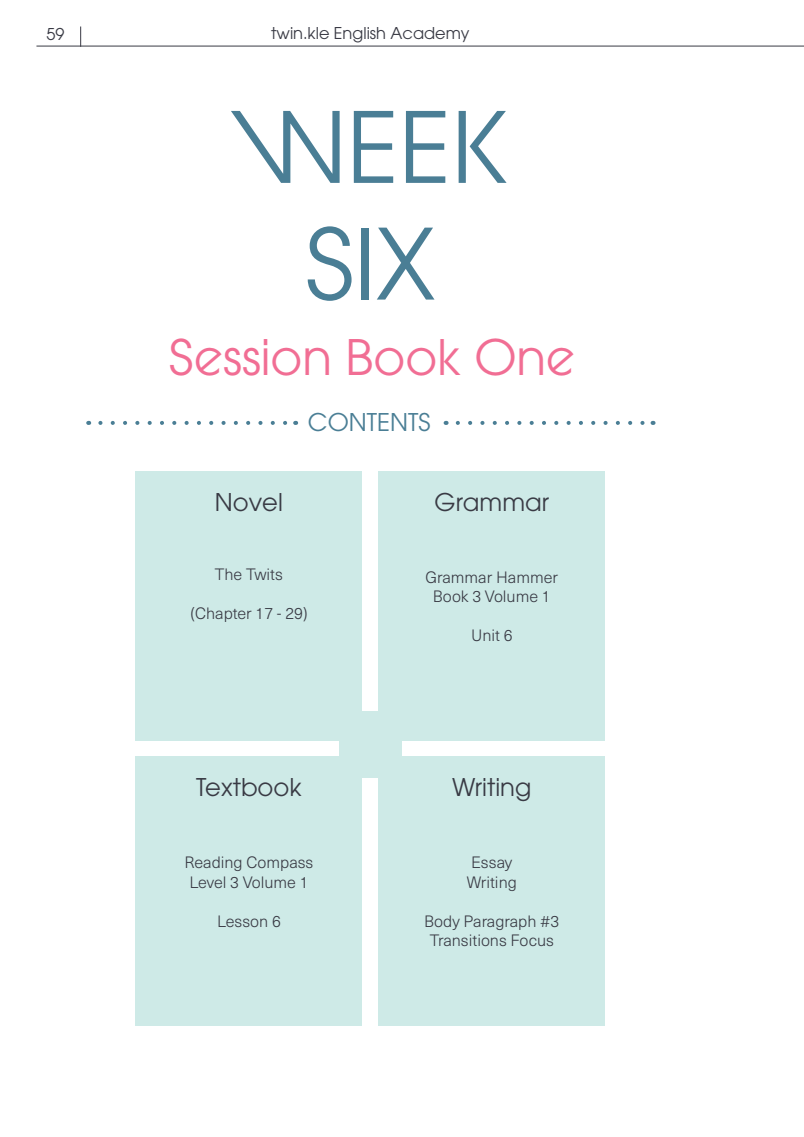 59
twin.kle English Academy
WEEK
SIX
Session Book One
CONTENTS
Novel
The Twits
(Chapter 17 - 29)
Grammar
Grammar Hammer
Book 3 Volume 1
Unit 6
Textbook
Reading Compass
Level 3 Volume 1
Lesson 6
Writing
Essay
Writing
Body Paragraph #3
Transitions Focus